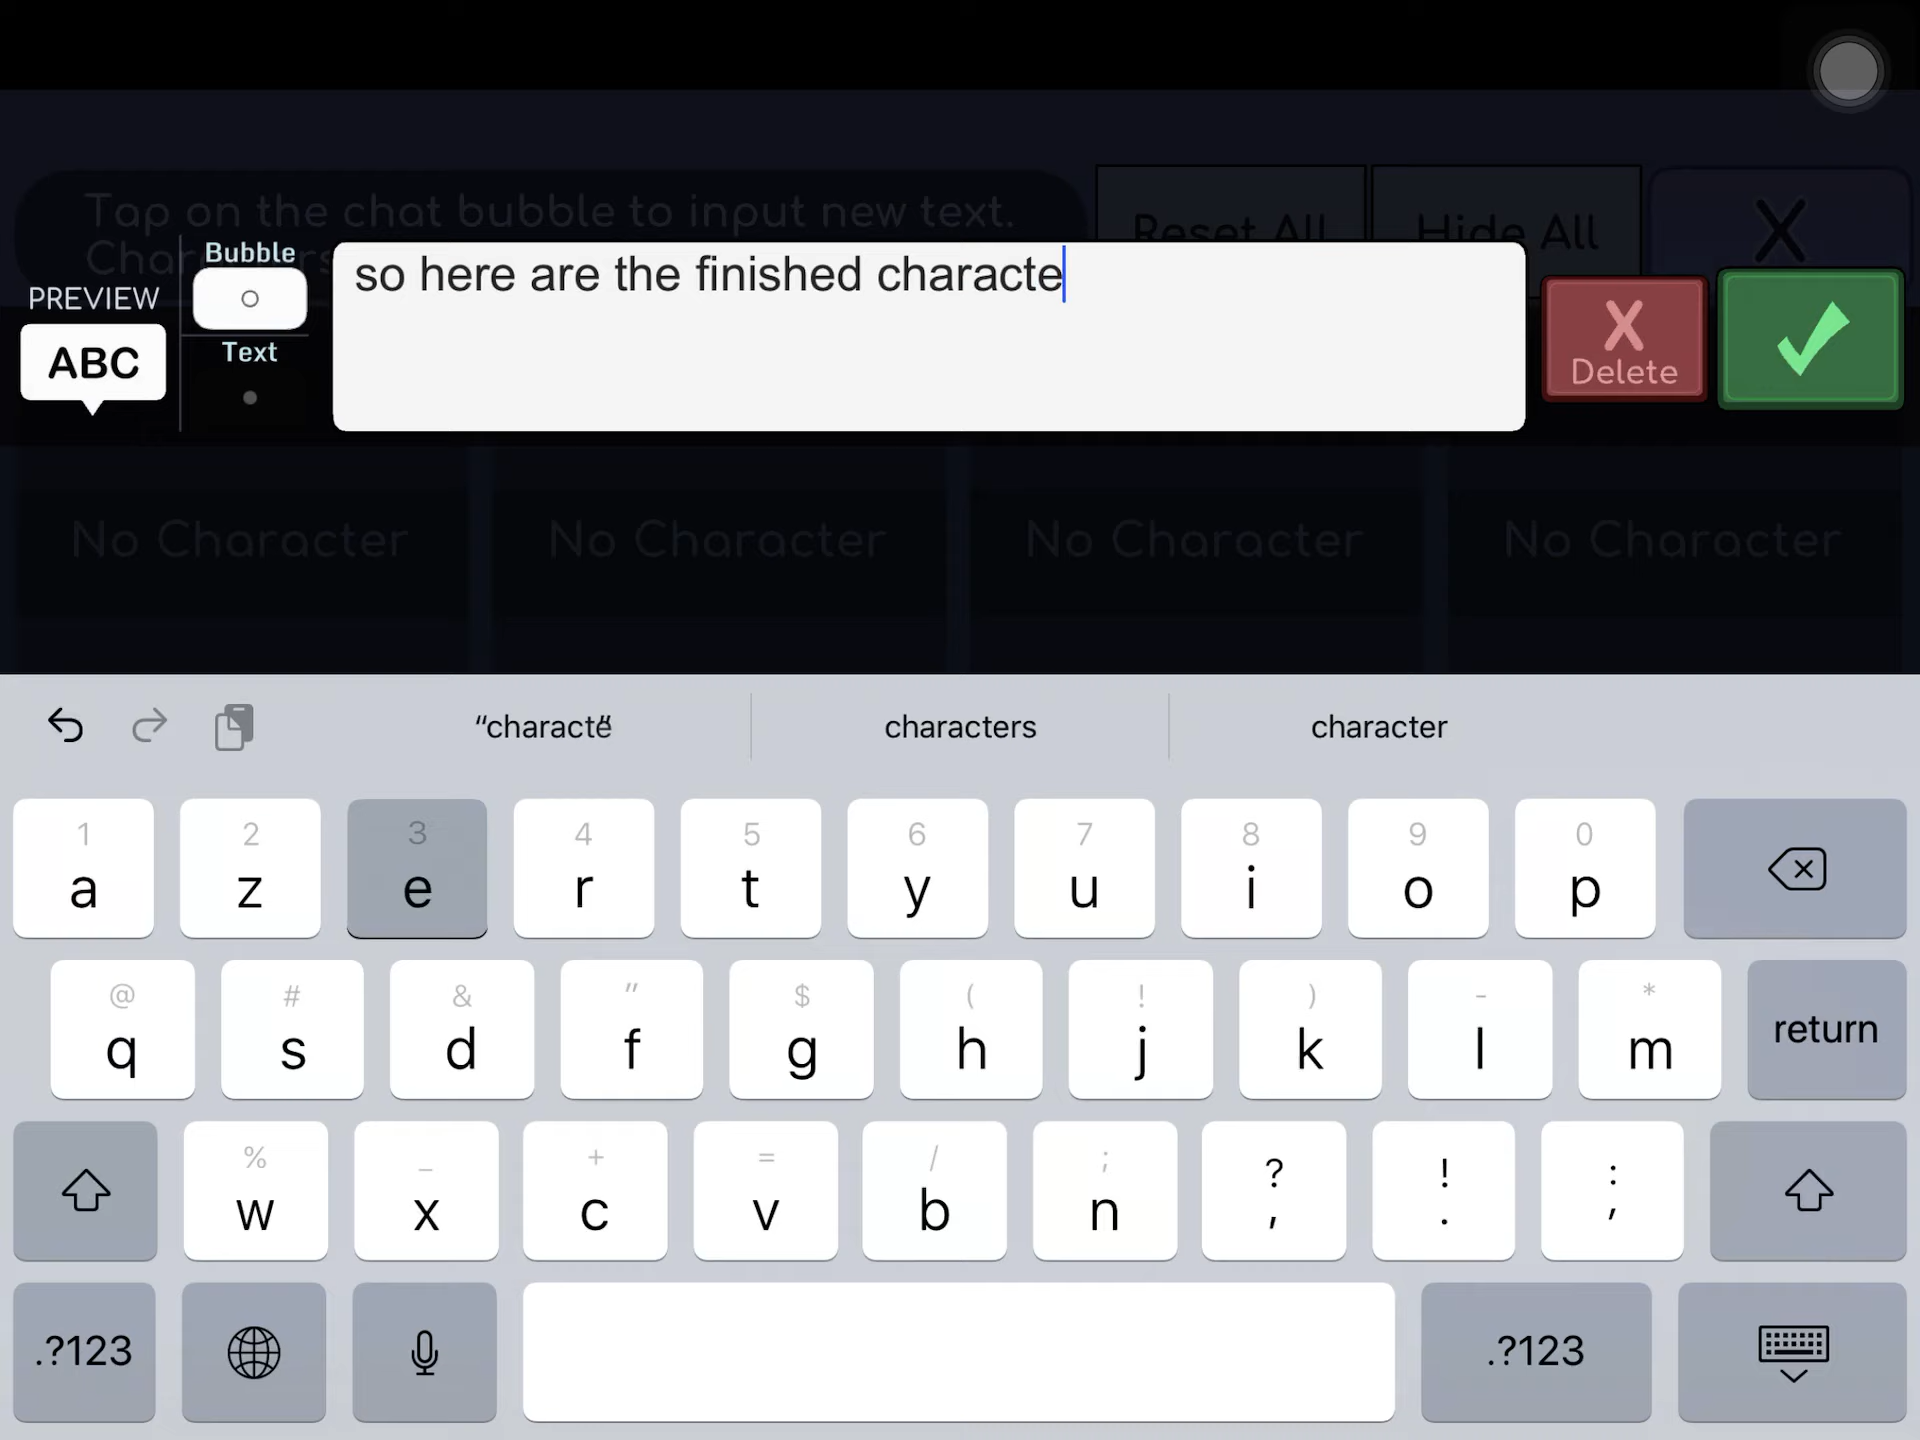 Tap on the chat bubble to input new text.
Characters
Reset All
Hide All
X
Bubble
PREVIEW
ABC
Text
so here are the finished characte
X
Delete
No Character
No Character
No Character
No Character
“characte“
characters
character
1 2 3 4 5 6 7 8 9 0
a z e r t y u i o p
@ # & " $ ( ! ) - *
q s d f g h j k l m
return
% _ + = / ; ? ! :
w x c v b n , . ,
.?123
.?123